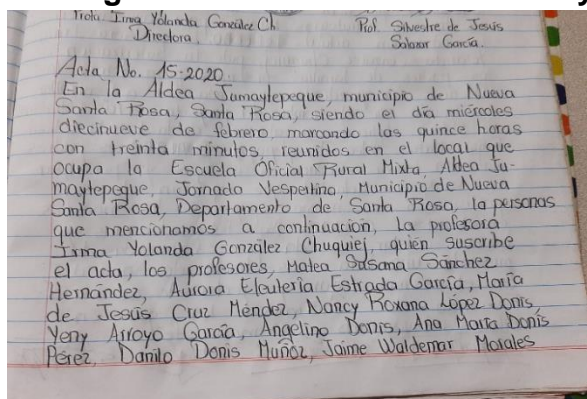 Profa. Irma Yolanda González Ch.
Directora.
Prof. Silvestre de Jesús
Salazar García.
Acta No. 15-2020
En la Aldea Jumaytepeque, municipio de Nueva
Santa Rosa, Santa Rosa, siendo el día miércoles
diecinueve de febrero, marcando las quince horas
con treinta minutos, reunidos en el local que
ocupa la Escuela Oficial Rural Mixta, Aldea Ju-
maytepeque, Jornada Vespertina, Municipio de Nueva
Santa Rosa, Departamento de Santa Rosa, la personas
que mencionamos a continuación, La profesora
Irma Yolanda González Chuquiej, quién suscribe
el acta, los profesores, Matea Susana Sánchez
Hernández, Aurora Eleuteria Estrada García, María
de Jesús Cruz Méndez, Nancy Roxana López Donis,
Yeny Arroyo García, Angelino Donis, Ana María Donis
Pérez, Danilo Donis Muñoz, Jaime Waldemar Morales